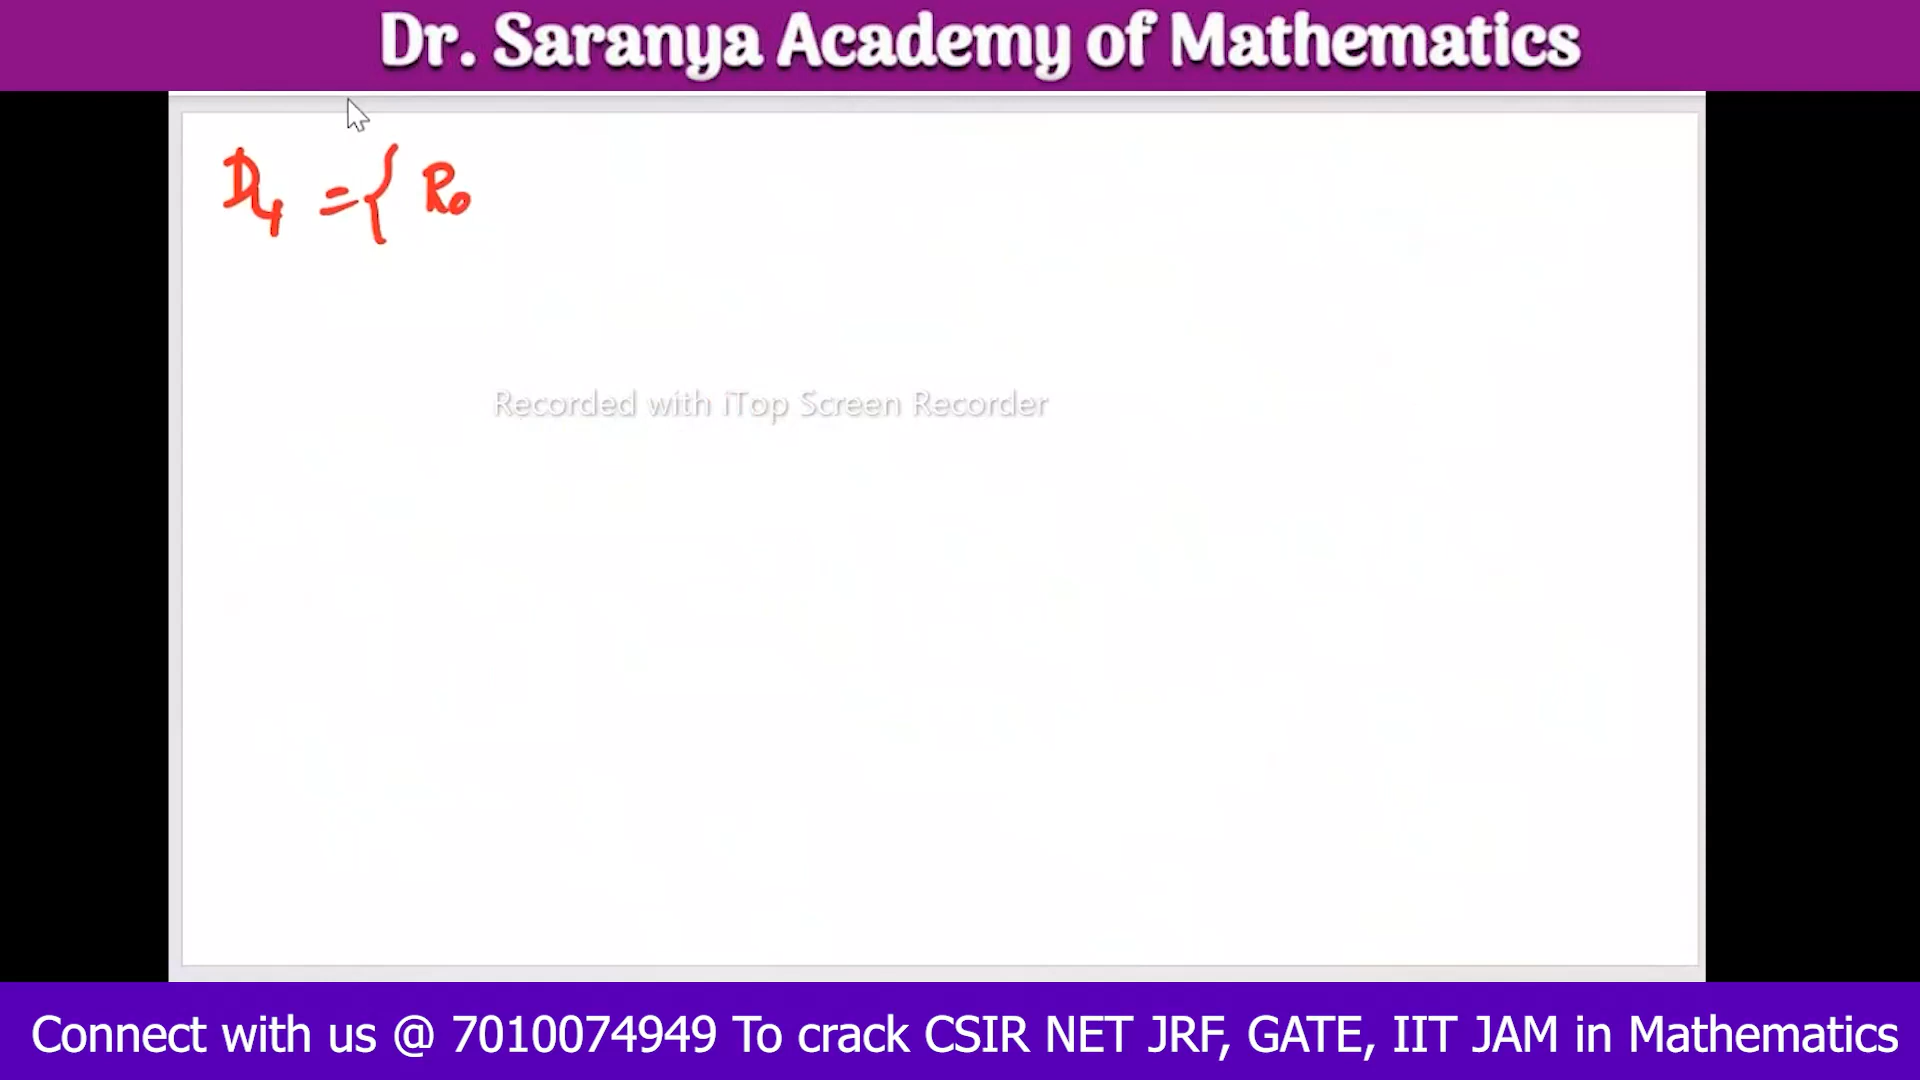 Dr. Saranya Academy of Mathematics
D₄ = { R₀
Recorded with iTop Screen Recorder
Connect with us @ 7010074949 To crack CSIR NET JRF, GATE, IIT JAM in Mathematics